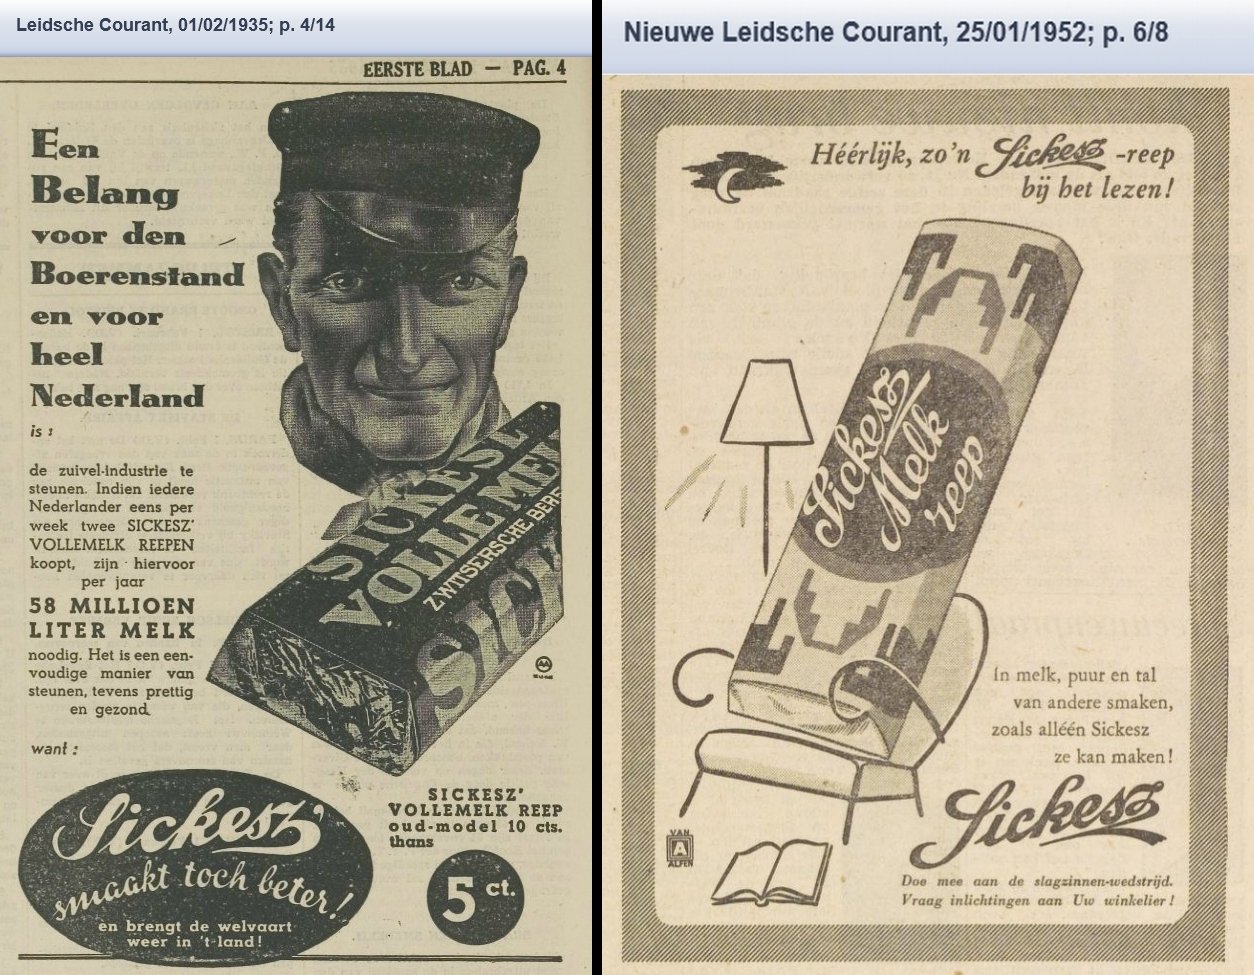 Leidsche Courant, 01/02/1935; p. 4/14
EERSTE BLAD — PAG. 4
Een
Belang
voor den
Boerenstand
en voor
heel
Nederland
is :
de zuivel-industrie te
steunen. Indien iedere
Nederlander eens per
week twee SICKESZ'
VOLLEMELK REEPEN
koopt, zijn hiervoor
per jaar
58 MILLIOEN
LITER MELK
noodig. Het is een een-
voudige manier van
steunen, tevens prettig
en gezond.
want :
SICKESZ
VOLLE MEL
ZWITSERSCHE BERE
SICK
Sickesz'
smaakt toch beter!
en brengt de welvaart
weer in 't land!
SICKESZ'
VOLLEMELK REEP
oud-model 10 cts.
thans
5 ct.
Nieuwe Leidsche Courant, 25/01/1952; p. 6/8
Héérlijk, zo'n Sickesz -reep
bij het lezen!
Sickesz
Melk
reep
In melk, puur en tal
van andere smaken,
zoals alléén Sickesz
ze kan maken!
Sickesz
VAN
A
ALFEN
Doe mee aan de slagzinnen-wedstrijd.
Vraag inlichtingen aan Uw winkelier!